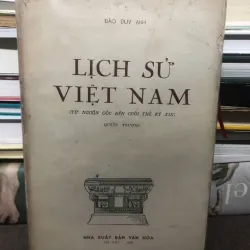 ĐÀO DUY ANH
LỊCH SỬ
VIỆT NAM
(TỪ NGUỒN GỐC ĐẾN CUỐI THẾ KỶ XIX)
QUYỂN THƯỢNG
NHÀ XUẤT BẢN VĂN HÓA